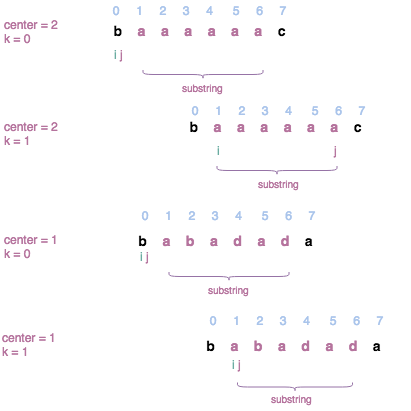 0 1 2 3 4 5 6 7
center = 2
k = 0
b a a a a a a c
i j
substring
0 1 2 3 4 5 6 7
center = 2
k = 1
b a a a a a a c
i j
substring
0 1 2 3 4 5 6 7
center = 1
k = 0
b a b a d a d a
i j
substring
0 1 2 3 4 5 6 7
center = 1
k = 1
b a b a d a d a
i j
substring